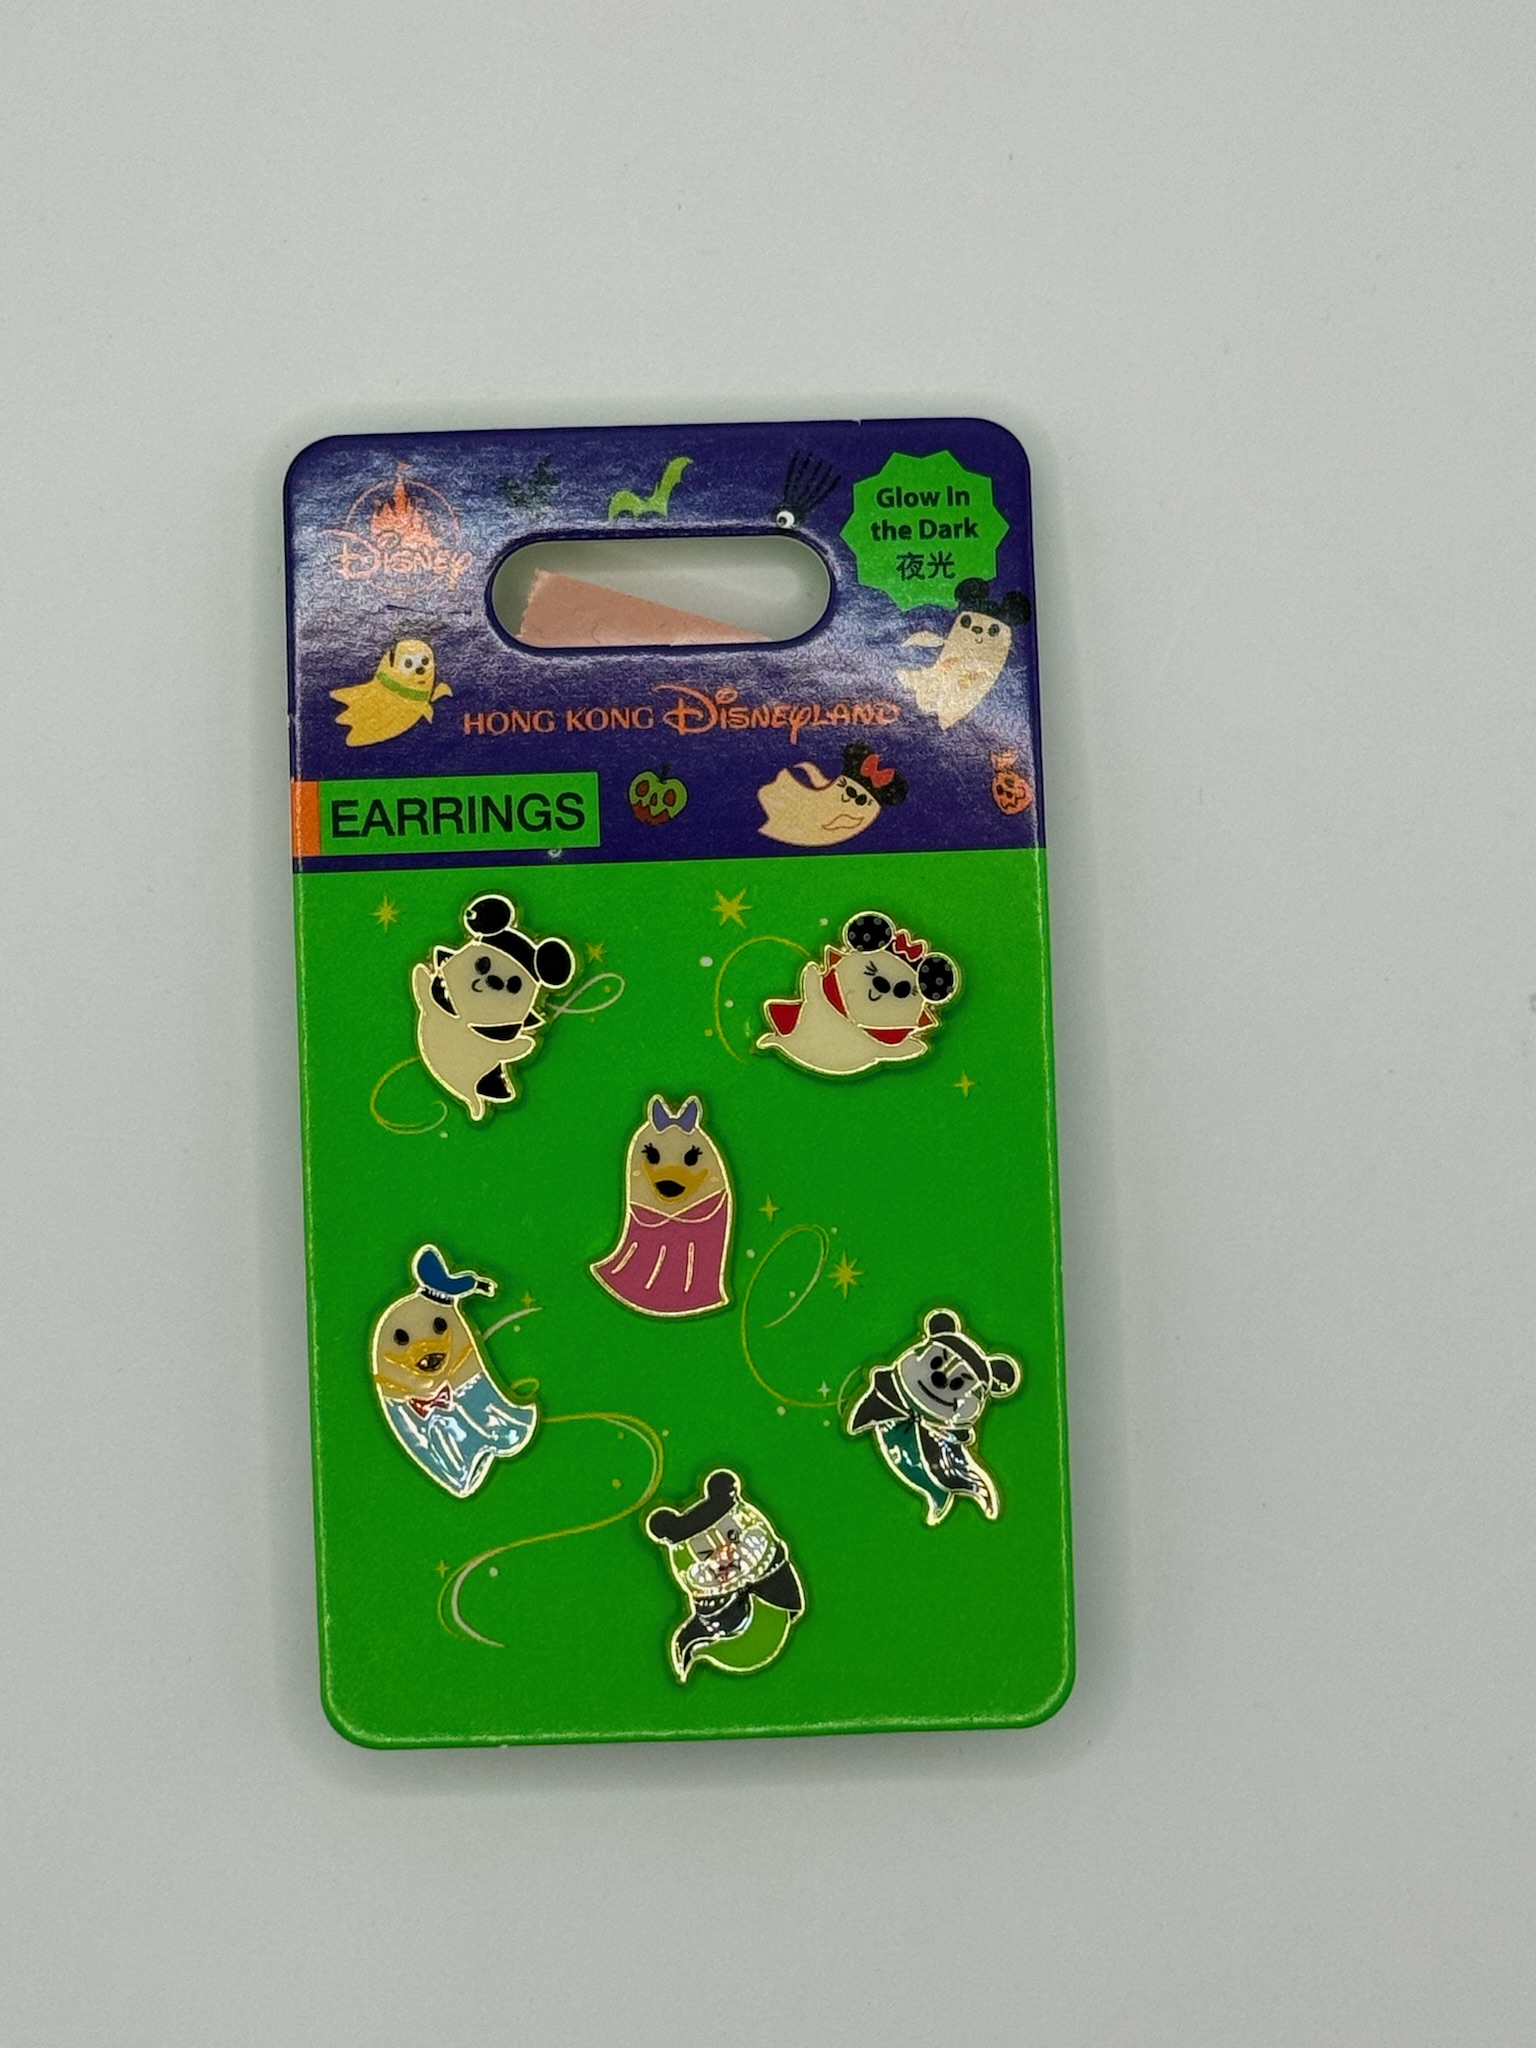 Disney
Glow In
the Dark
夜光
HONG KONG Disneyland
EARRINGS